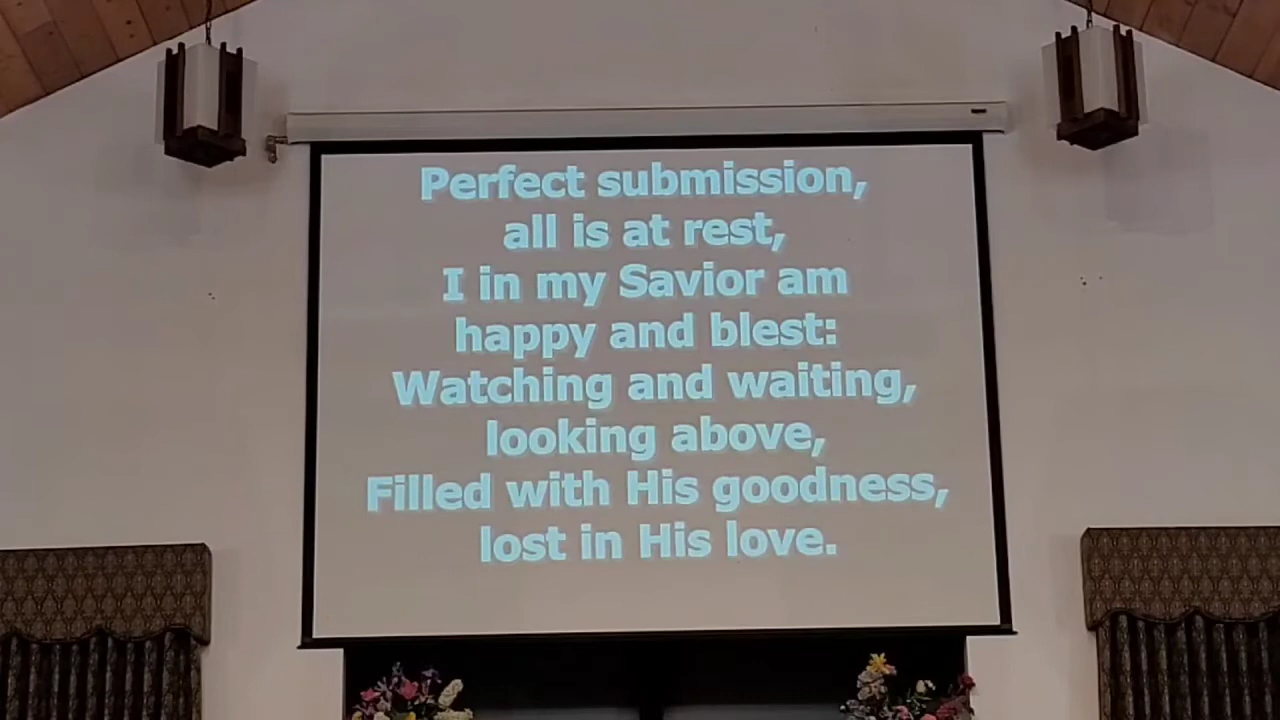 Perfect submission,
all is at rest,
I in my Savior am
happy and blest:
Watching and waiting,
looking above,
Filled with His goodness,
lost in His love.